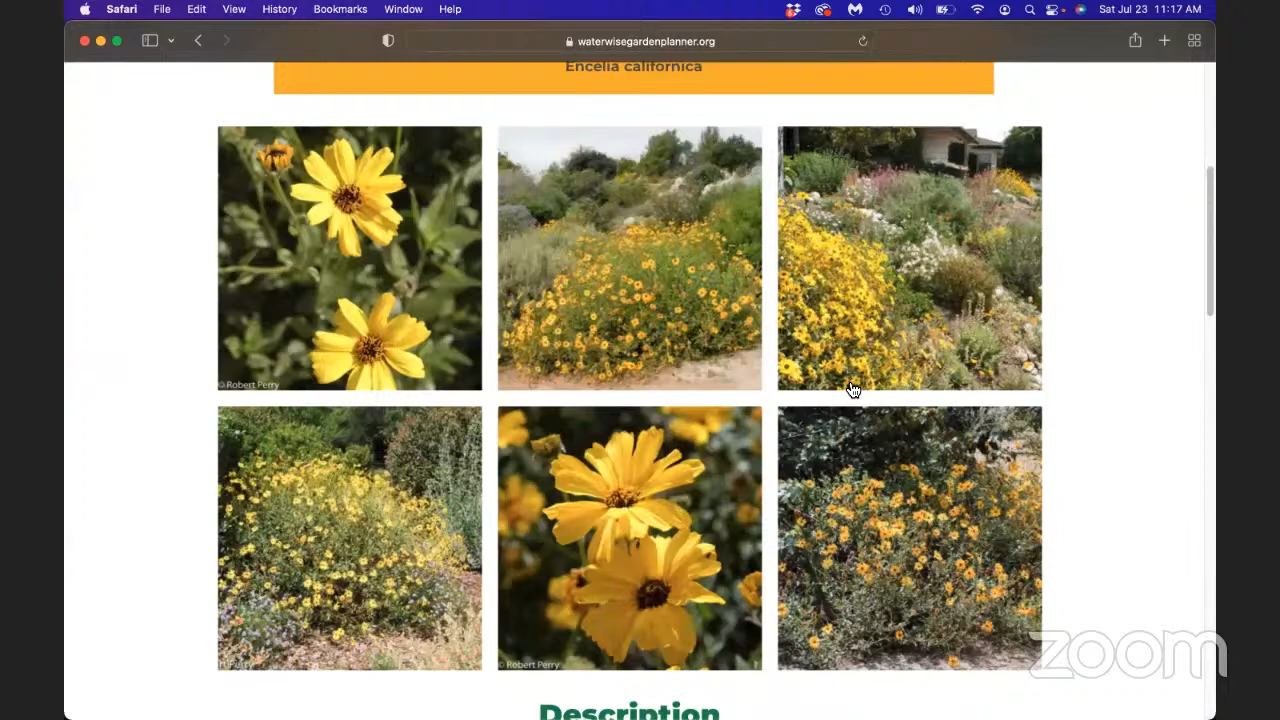 Safari File Edit View History Bookmarks Window Help Sat Jul 23 11:17 AM
waterwisegardenplanner.org
Encelia californica
© Robert Perry
© Robert Perry
Perry
Description
zoom